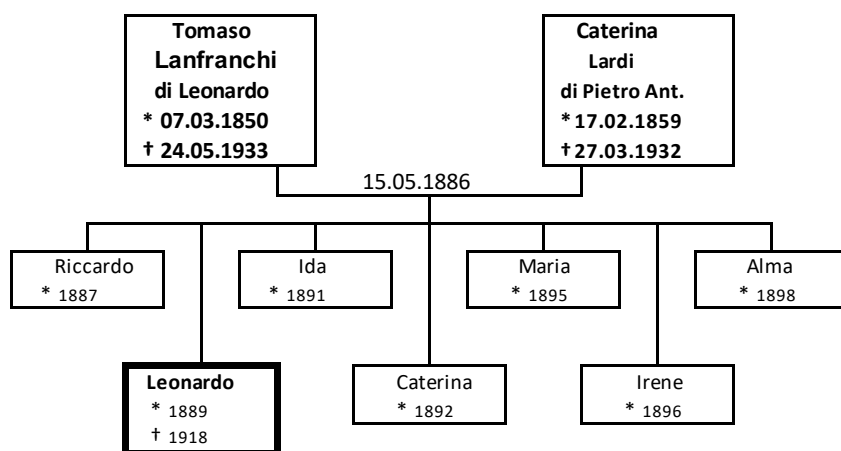 Tomaso
Lanfranchi
di Leonardo
* 07.03.1850
† 24.05.1933
Caterina
Lardi
di Pietro Ant.
* 17.02.1859
† 27.03.1932
15.05.1886
Riccardo
* 1887
Ida
* 1891
Maria
* 1895
Alma
* 1898
Leonardo
* 1889
† 1918
Caterina
* 1892
Irene
* 1896